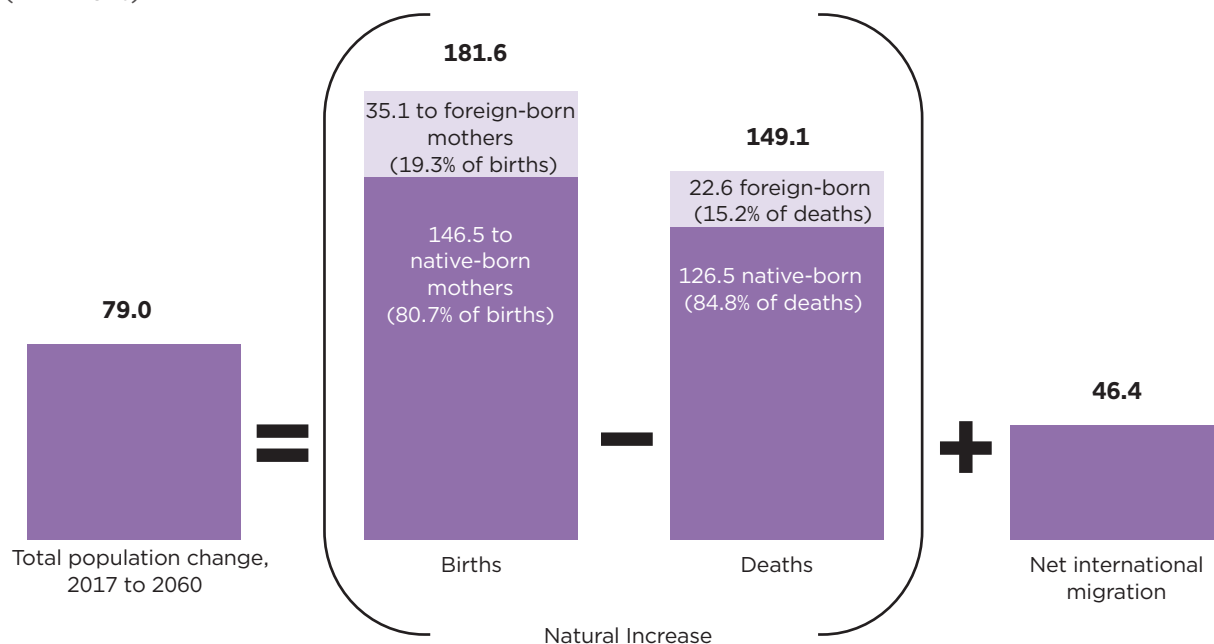 181.6
35.1 to foreign-born
mothers
(19.3% of births)
146.5 to
native-born
mothers
(80.7% of births)
149.1
22.6 foreign-born
(15.2% of deaths)
126.5 native-born
(84.8% of deaths)
79.0
=
−
+
46.4
Total population change,
2017 to 2060
Births
Deaths
Net international
migration
Natural Increase